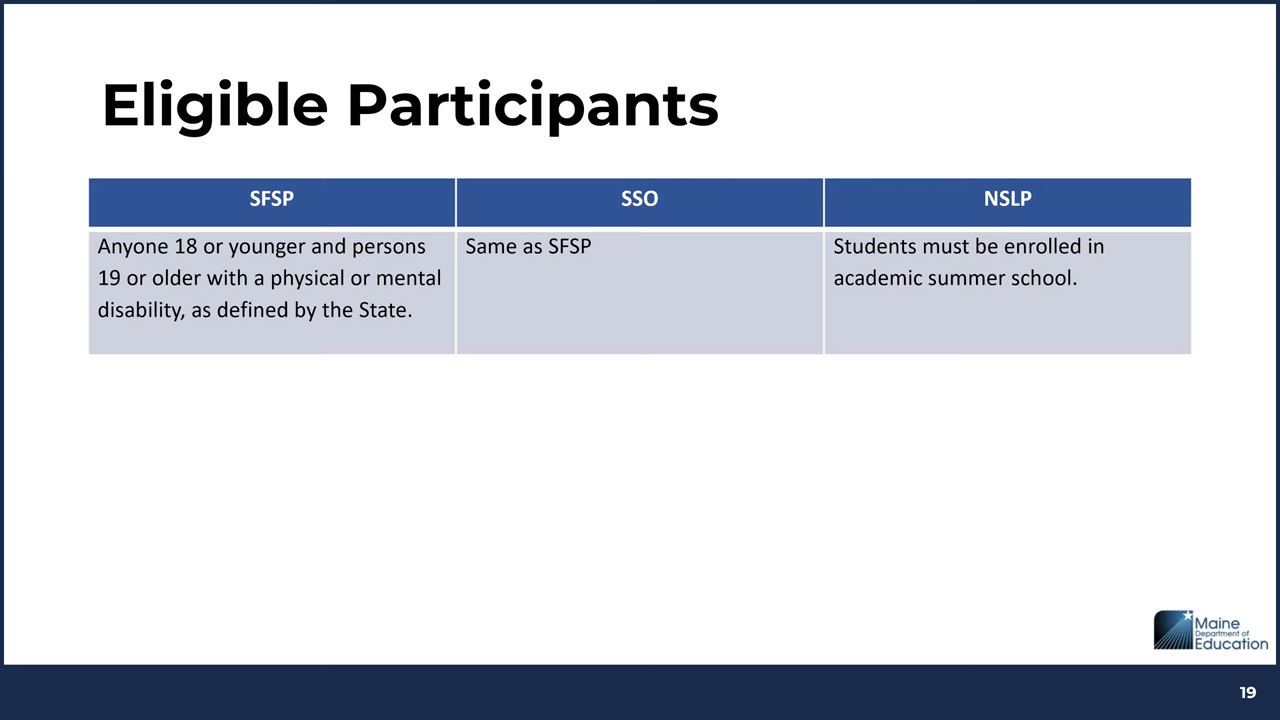 Eligible Participants
SFSP
SSO
NSLP
Anyone 18 or younger and persons
19 or older with a physical or mental
disability, as defined by the State.
Same as SFSP
Students must be enrolled in
academic summer school.
Maine
Department of
Education
19